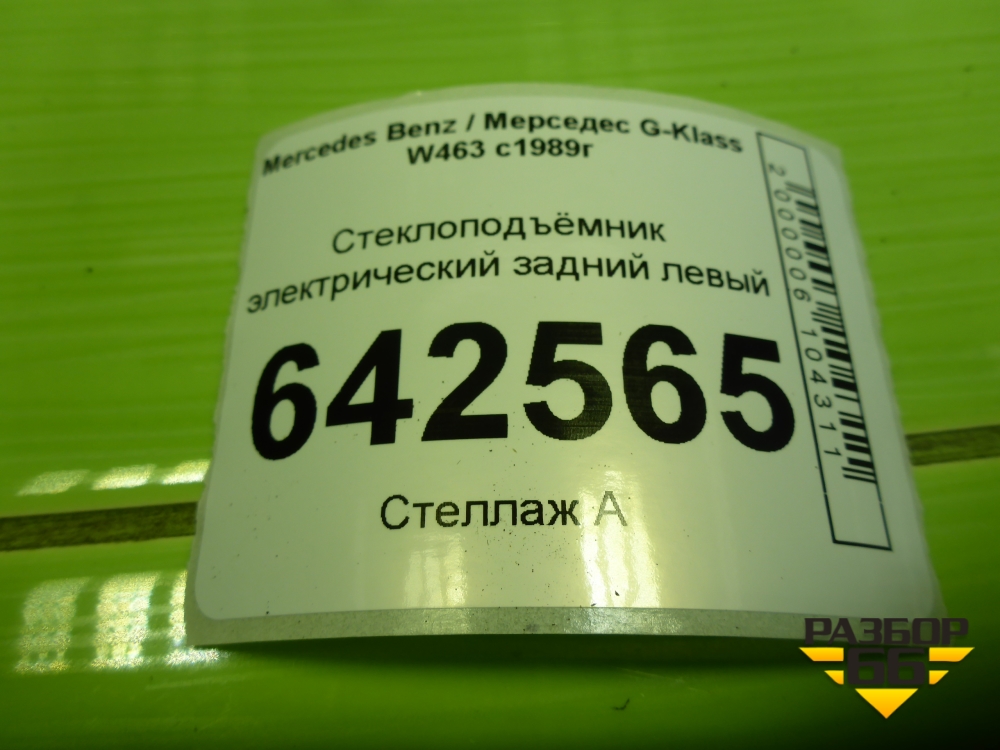 Mercedes Benz / Мерседес G-Klass
W463 с1989г
Стеклоподъёмник
электрический задний левый
642565
Стеллаж А
2000006104311
РАЗБОР
66